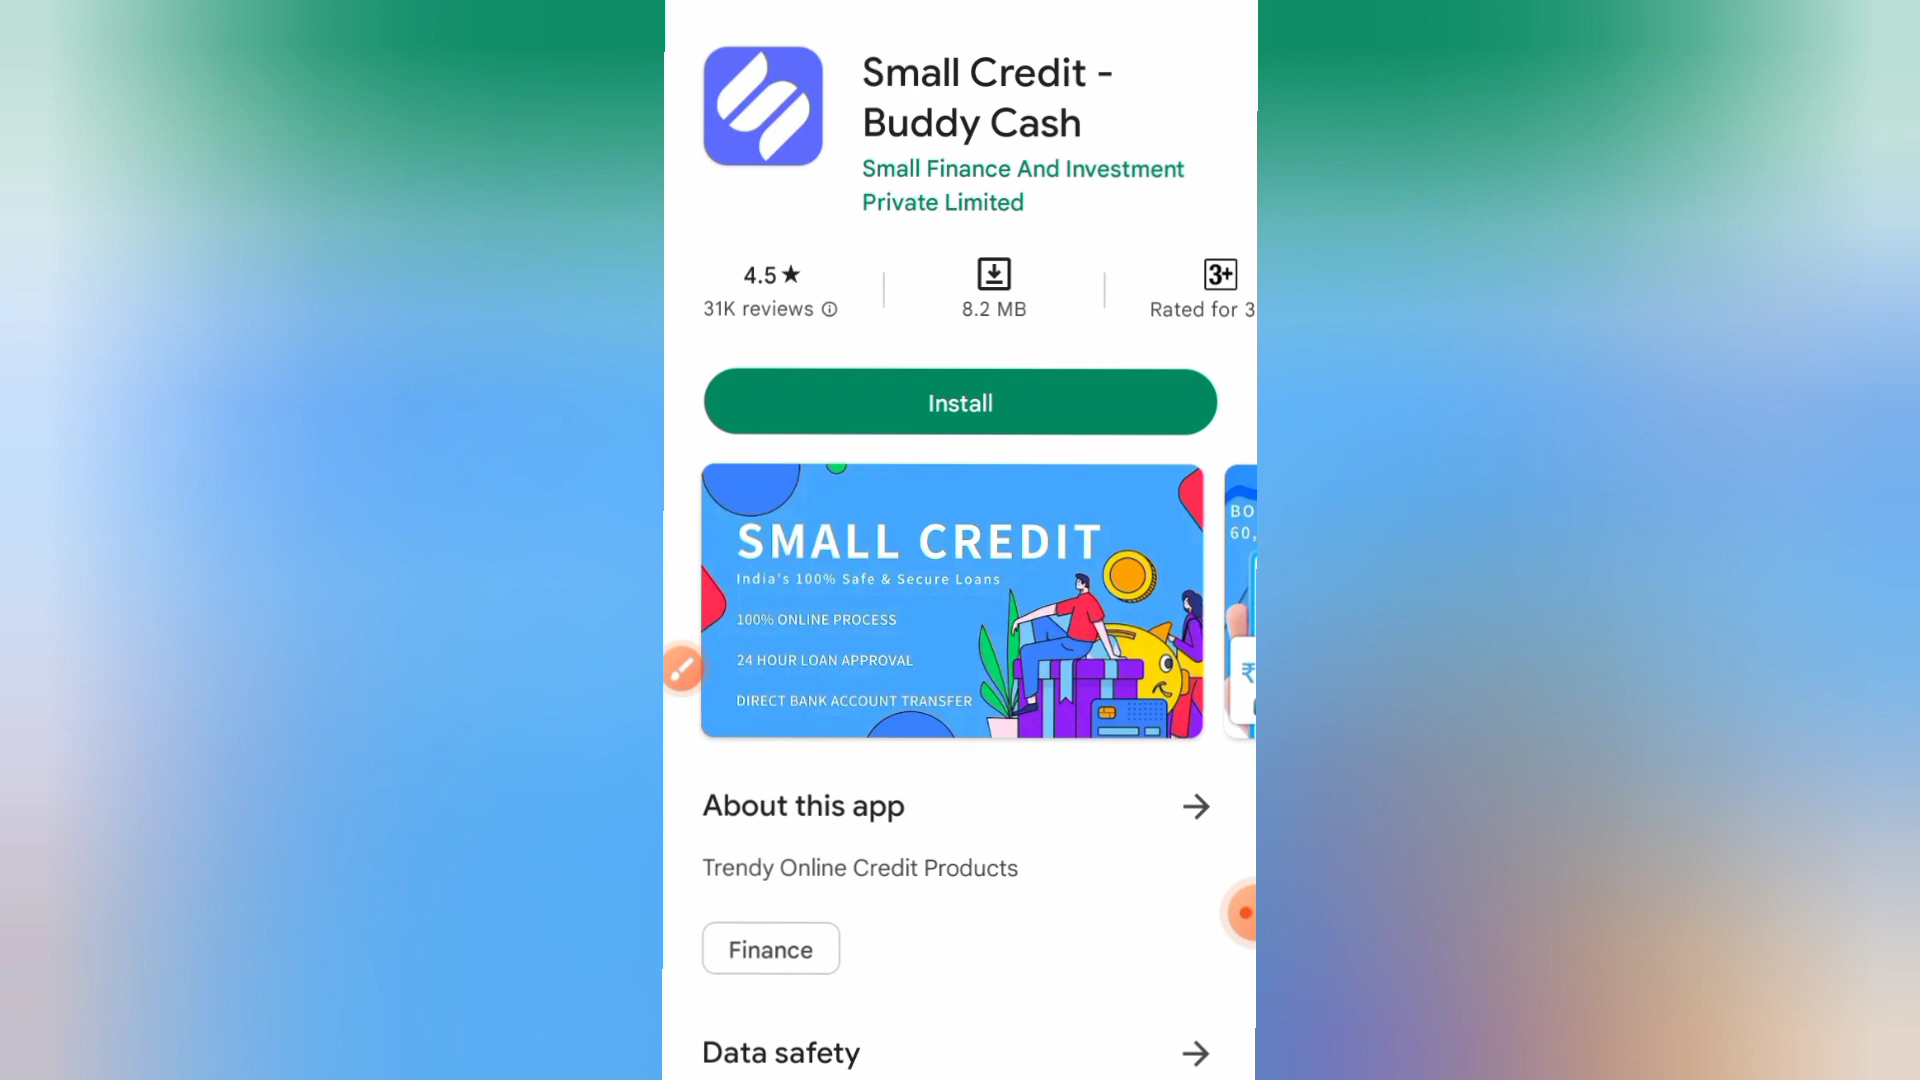 Small Credit -
Buddy Cash
Small Finance And Investment
Private Limited
4.5★
31K reviews
8.2 MB
3+
Rated for 3
Install
SMALL CREDIT
India's 100% Safe & Secure Loans
100% ONLINE PROCESS
24 HOUR LOAN APPROVAL
DIRECT BANK ACCOUNT TRANSFER
BO
60,
₹
About this app
Trendy Online Credit Products
Finance
Data safety